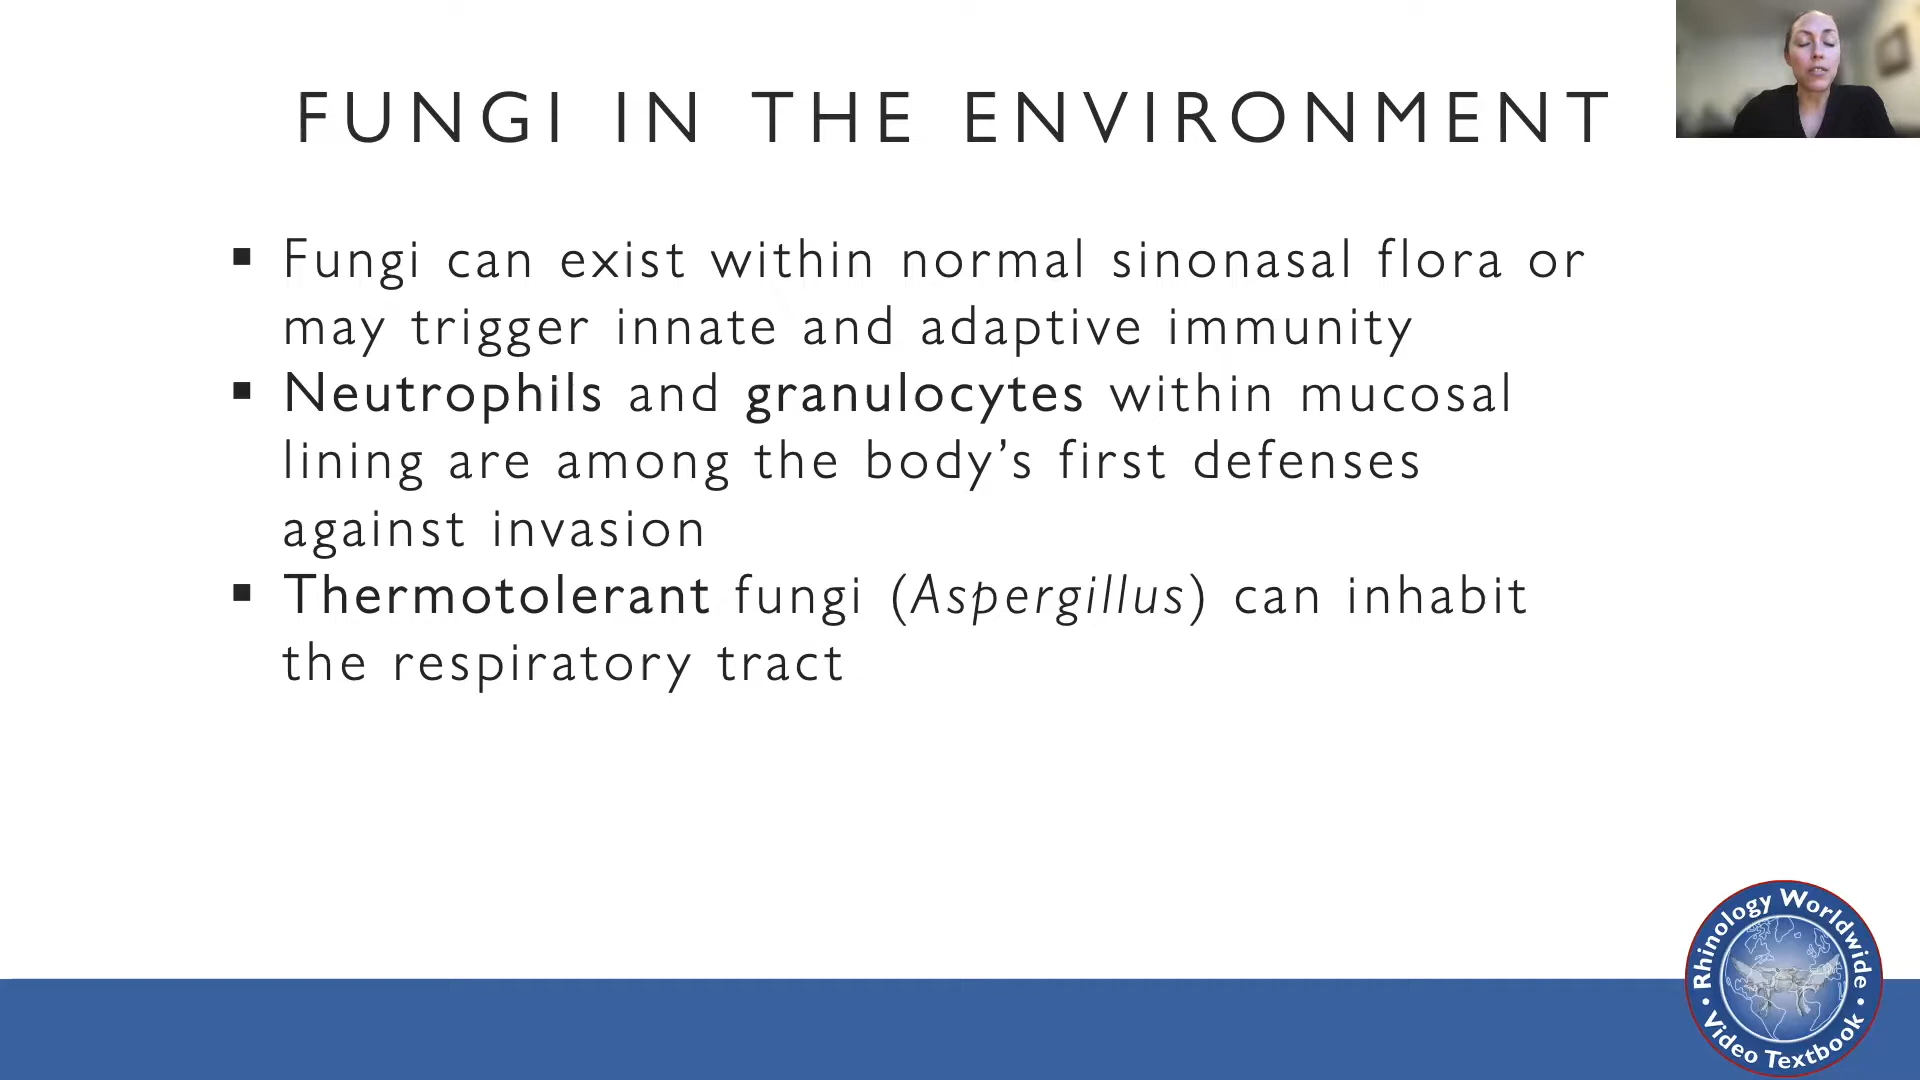 FUNGI IN THE ENVIRONMENT
▪ Fungi can exist within normal sinonasal flora or
may trigger innate and adaptive immunity
▪ Neutrophils and granulocytes within mucosal
lining are among the body’s first defenses
against invasion
▪ Thermotolerant fungi (Aspergillus) can inhabit
the respiratory tract
Rhinology Worldwide
• Video Textbook •